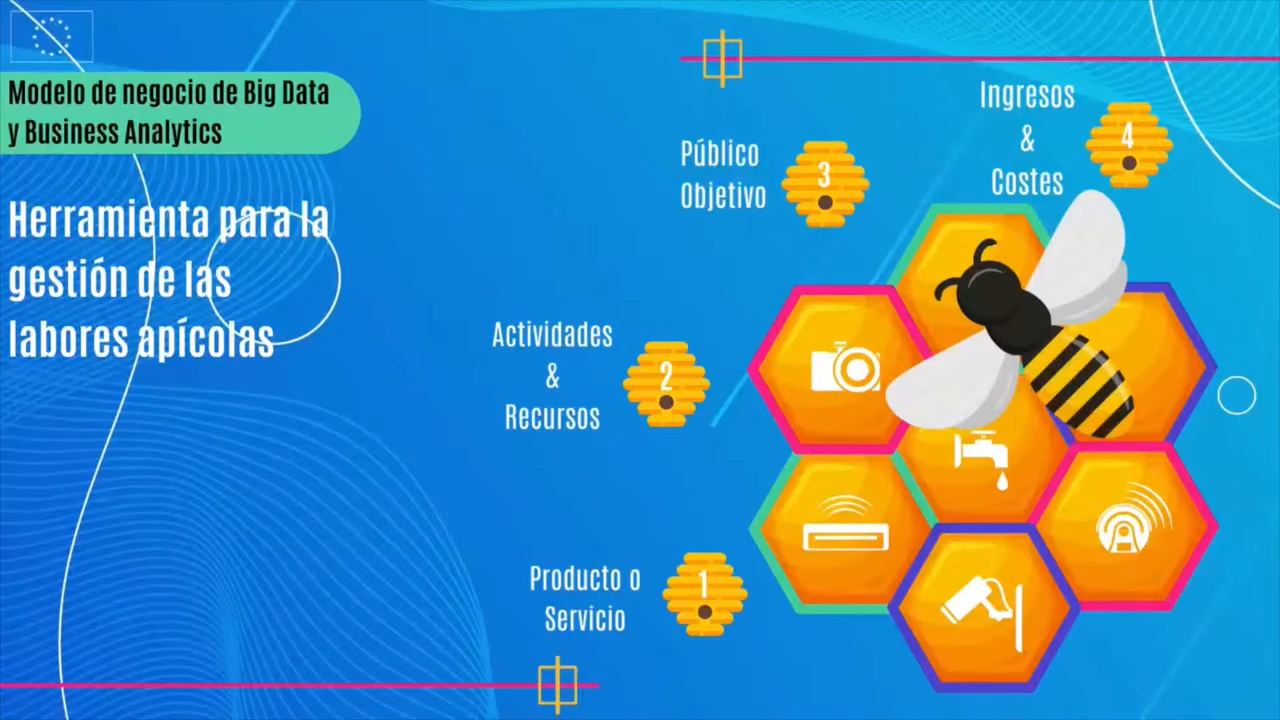 Modelo de negocio de Big Data
y Business Analytics
Herramienta para la
gestión de las
labores apícolas
Ingresos
&
Costes
4
Público
Objetivo
3
Actividades
&
Recursos
2
Producto o
Servicio
1